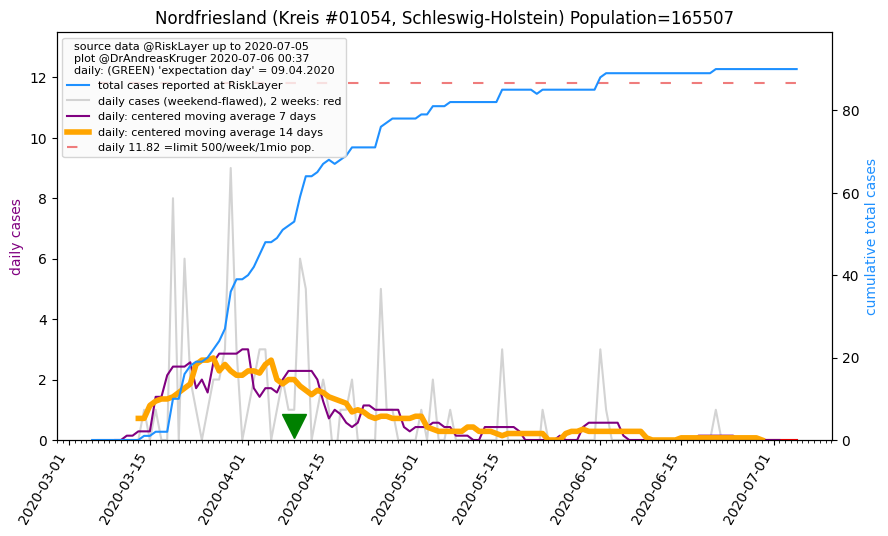 Nordfriesland (Kreis #01054, Schleswig-Holstein) Population=165507
source data @RiskLayer up to 2020-07-05
plot @DrAndreasKruger 2020-07-06 00:37
daily: (GREEN) 'expectation day' = 09.04.2020
total cases reported at RiskLayer
daily cases (weekend-flawed), 2 weeks: red
daily: centered moving average 7 days
daily: centered moving average 14 days
daily 11.82 =limit 500/week/1mio pop.
daily cases
12
10
8
6
4
2
0
cumulative total cases
80
60
40
20
0
2020-03-01
2020-03-15
2020-04-01
2020-04-15
2020-05-01
2020-05-15
2020-06-01
2020-06-15
2020-07-01